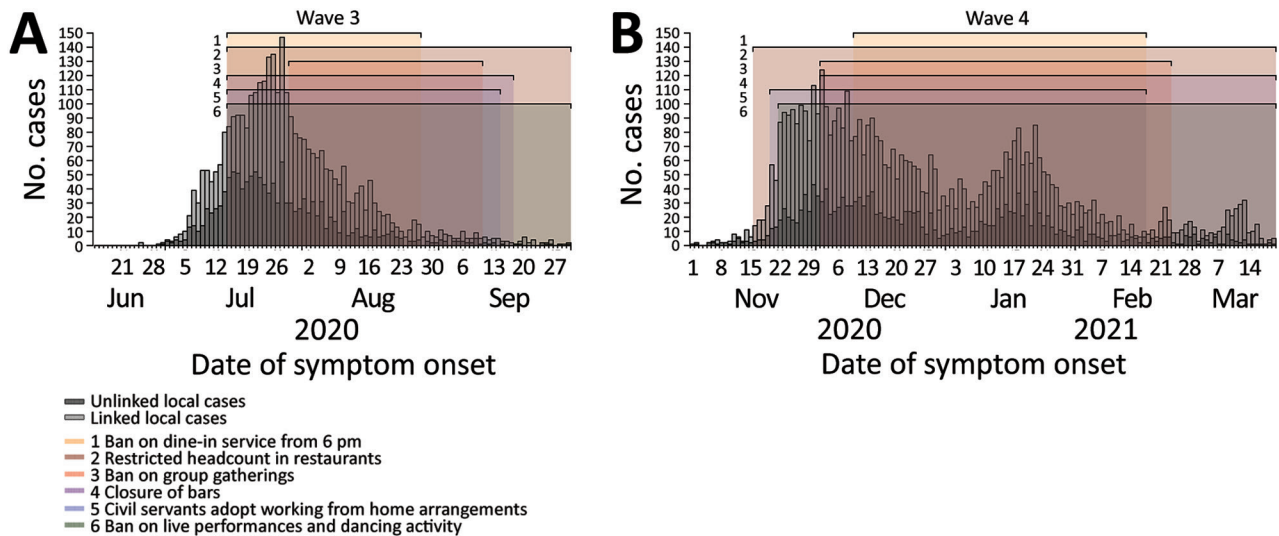 A
Wave 3
No. cases
150
140
130
120
110
100
90
80
70
60
50
40
30
20
10
0
1
2
3
4
5
6
21 28 5 12 19 26 2 9 16 23 30 6 13 20 27
Jun Jul Aug Sep
2020
Date of symptom onset
B
Wave 4
No. cases
150
140
130
120
110
100
90
80
70
60
50
40
30
20
10
0
1
2
3
4
5
6
1 8 15 22 29 6 13 20 27 3 10 17 24 31 7 14 21 28 7 14
Nov Dec Jan Feb Mar
2020 2021
Date of symptom onset
Unlinked local cases
Linked local cases
1 Ban on dine-in service from 6 pm
2 Restricted headcount in restaurants
3 Ban on group gatherings
4 Closure of bars
5 Civil servants adopt working from home arrangements
6 Ban on live performances and dancing activity